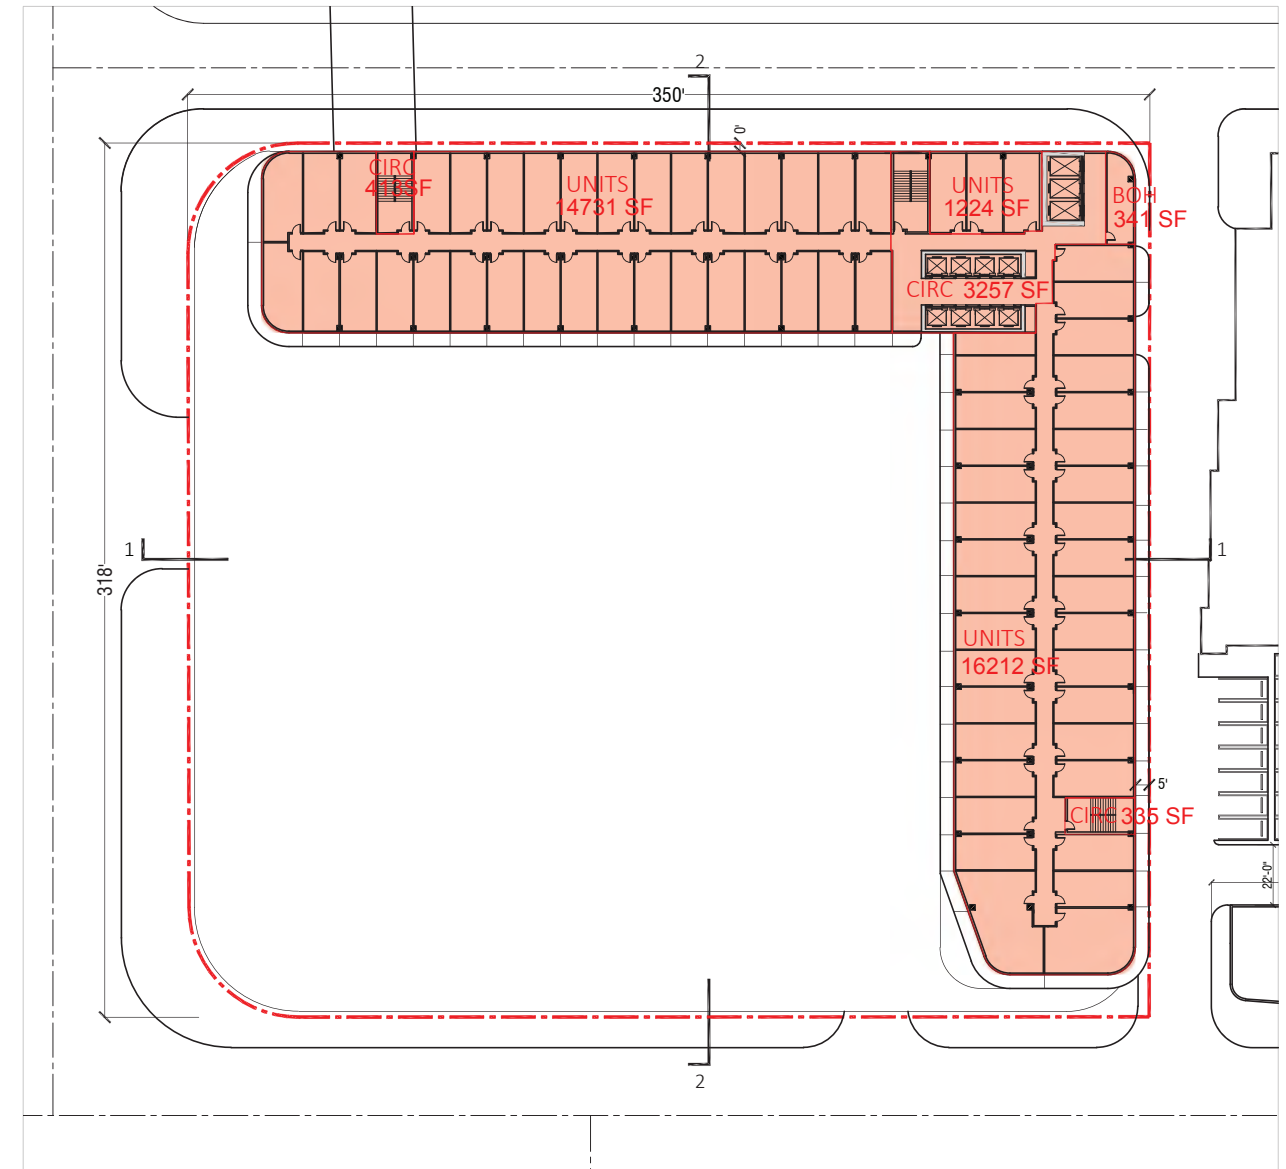 2
350'
0'
CIRC
418SF
UNITS
14731 SF
UNITS
1224 SF
BOH
341 SF
CIRC 3257 SF
318'
1
1
UNITS
16212 SF
5'
CIRC 335 SF
22'-0"
2